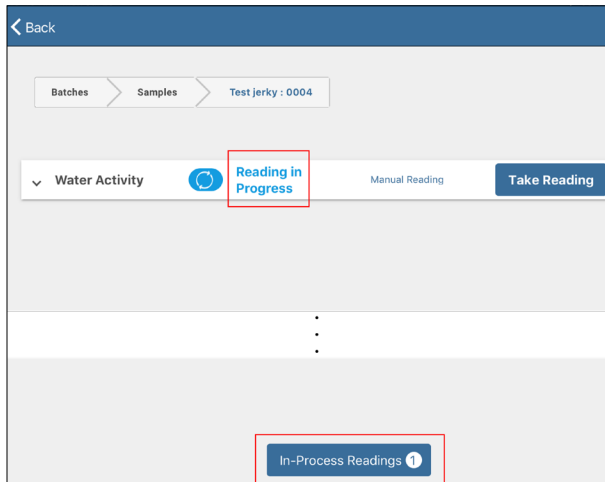 Back
Batches
Samples
Test jerky : 0004
Water Activity
Reading in
Progress
Manual Reading
Take Reading
In-Process Readings 1